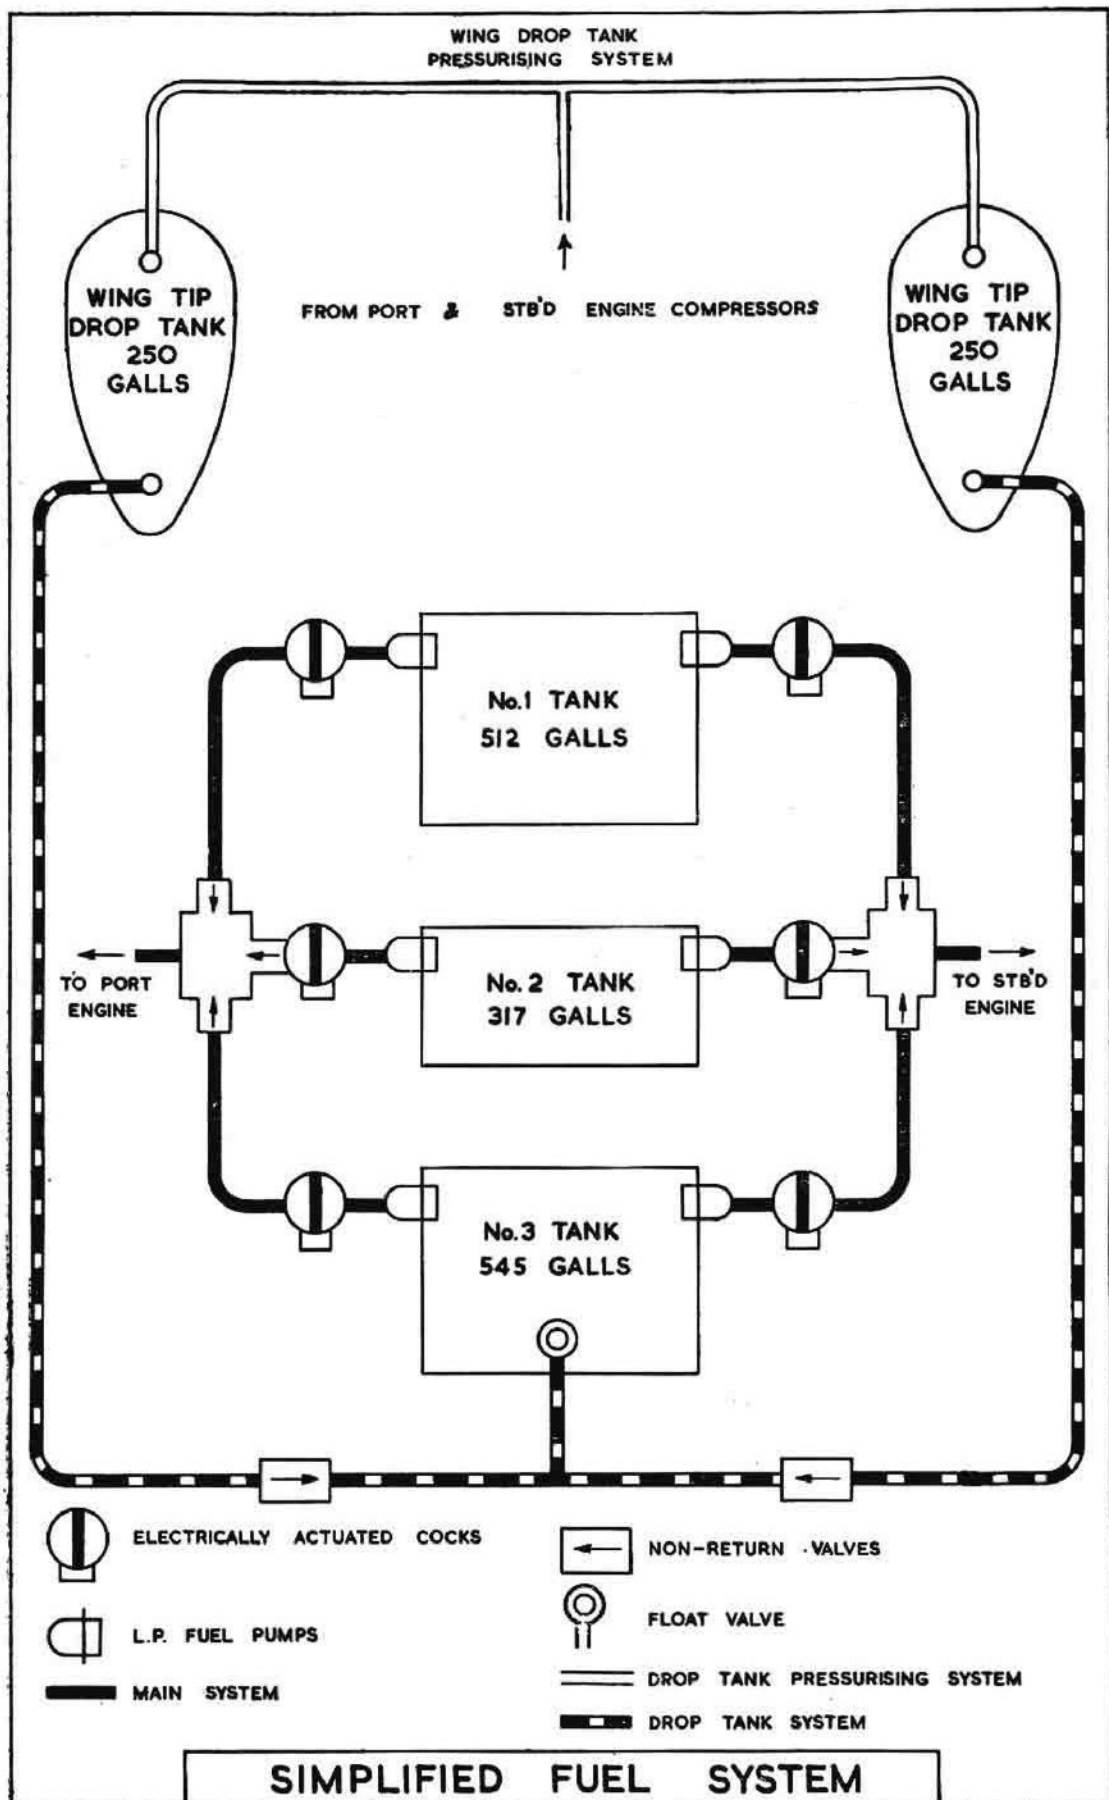 WING DROP TANK
PRESSURISING SYSTEM
WING TIP
DROP TANK
250
GALLS
WING TIP
DROP TANK
250
GALLS
FROM PORT & STB'D ENGINE COMPRESSORS
No.1 TANK
512 GALLS
TO PORT
ENGINE
No.2 TANK
317 GALLS
TO STB'D
ENGINE
No.3 TANK
545 GALLS
ELECTRICALLY ACTUATED COCKS
NON-RETURN VALVES
L.P. FUEL PUMPS
FLOAT VALVE
MAIN SYSTEM
DROP TANK PRESSURISING SYSTEM
DROP TANK SYSTEM
SIMPLIFIED FUEL SYSTEM